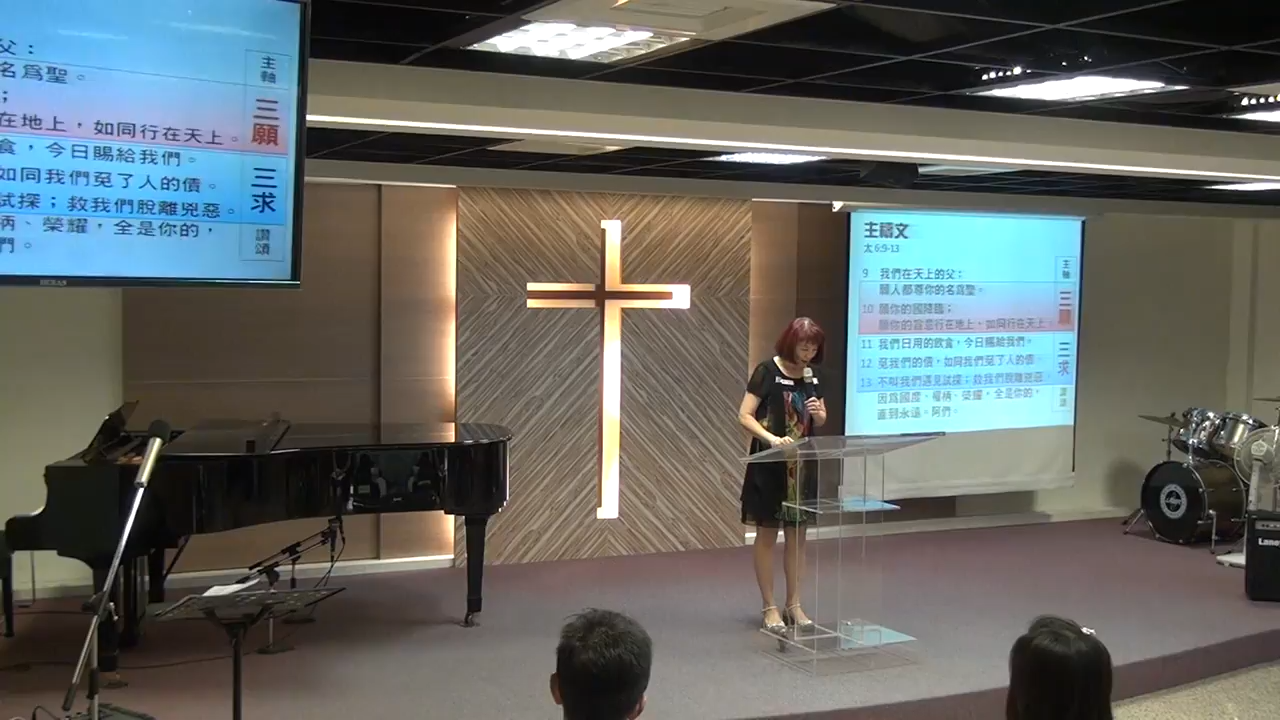 父：
名爲聖。
；
在地上，如同行在天上。
食，今日賜給我們。
如同我們免了人的債。
試探；救我們脫離兇惡。
柄、榮耀，全是你的，
們。
主軸
三願
三求
讚頌
HERAN
主禱文
太 6:9-13
9 我們在天上的父：
願人都尊你的名爲聖。
10 願你的國降臨；
願你的旨意行在地上，如同行在天上。
11 我們日用的飲食，今日賜給我們。
12 免我們的債，如同我們免了人的債。
13 不叫我們遇見試探；救我們脫離兇惡。
因爲國度、權柄、榮耀，全是你的，
直到永遠。阿們。
主軸
三願
三求
讚頌